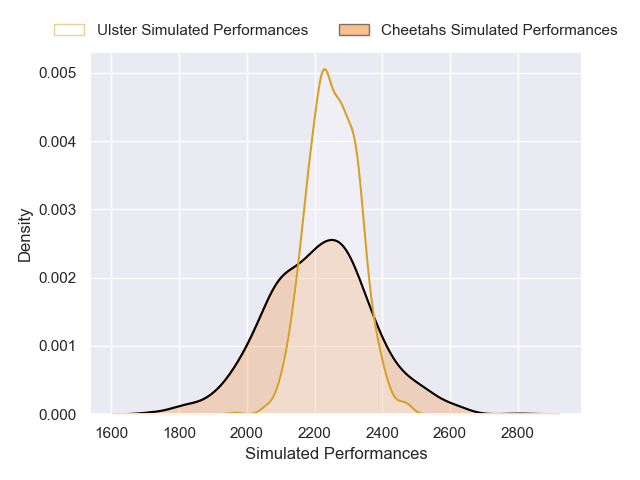 Ulster Simulated Performances Cheetahs Simulated Performances
0.005
0.004
0.003
0.002
0.001
0.000
Density
1600 1800 2000 2200 2400 2600 2800
Simulated Performances